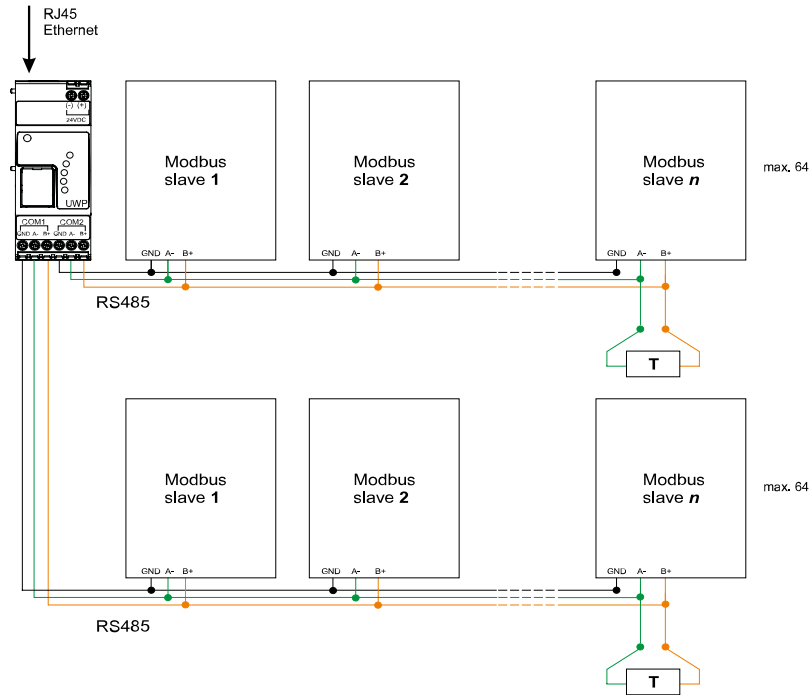 RJ45
Ethernet
(-) (+)
24VDC
UWP
COM1 COM2
GND A- B+ GND A- B+
Modbus
slave 1
Modbus
slave 2
Modbus
slave n
max. 64
GND A- B+
GND A- B+
GND A- B+
RS485
T
Modbus
slave 1
Modbus
slave 2
Modbus
slave n
max. 64
GND A- B+
GND A- B+
GND A- B+
RS485
T